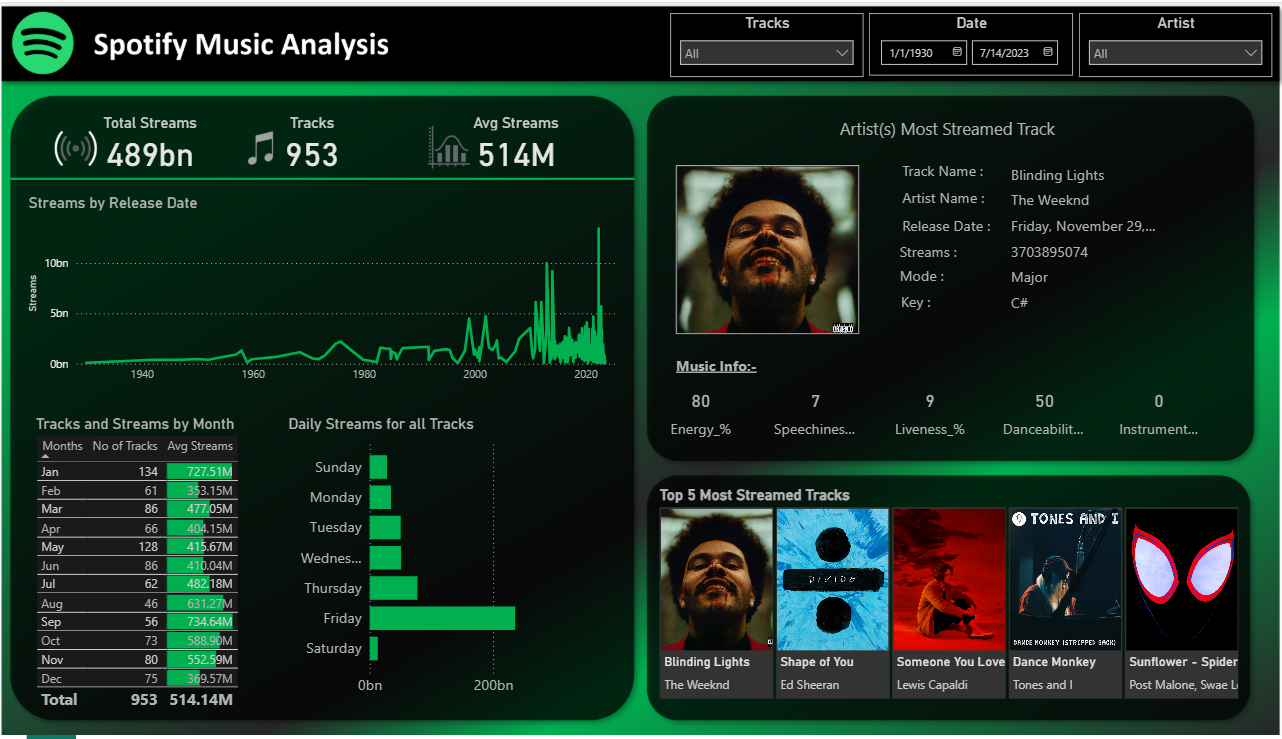 Spotify Music Analysis
Tracks
All
Date
1/1/1930
7/14/2023
Artist
All
Total Streams
489bn
Tracks
953
Avg Streams
514M
Streams by Release Date
Streams
10bn
5bn
0bn
1940
1960
1980
2000
2020
Tracks and Streams by Month
Months No of Tracks Avg Streams
Jan 134 727.51M
Feb 61 353.15M
Mar 86 477.05M
Apr 66 404.15M
May 128 415.67M
Jun 86 410.04M
Jul 62 482.18M
Aug 46 631.27M
Sep 56 734.64M
Oct 73 588.90M
Nov 80 552.59M
Dec 75 369.57M
Total 953 514.14M
Daily Streams for all Tracks
Sunday
Monday
Tuesday
Wednes...
Thursday
Friday
Saturday
0bn
200bn
Artist(s) Most Streamed Track
Track Name : Blinding Lights
Artist Name : The Weeknd
Release Date : Friday, November 29,...
Streams : 3703895074
Mode : Major
Key : C#
Music Info:-
80
Energy_%
7
Speechines...
9
Liveness_%
50
Danceabilit...
0
Instrument...
Top 5 Most Streamed Tracks
DIVIDE
TONES AND I
DANCE MONKEY (STRIPPED BACK)
Blinding Lights
The Weeknd
Shape of You
Ed Sheeran
Someone You Love
Lewis Capaldi
Dance Monkey
Tones and I
Sunflower - Spider
Post Malone, Swae L